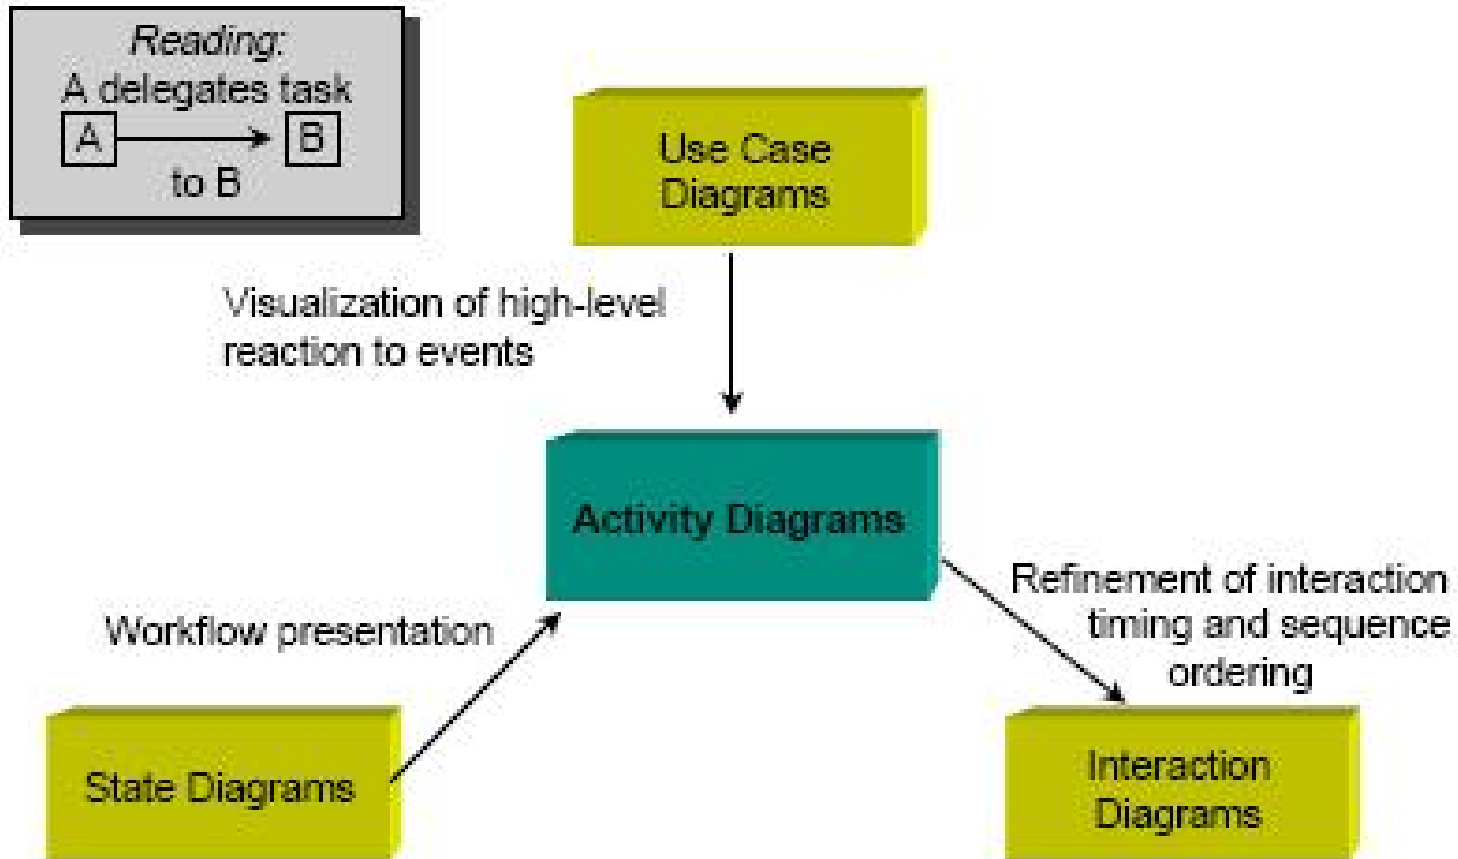 Reading:
A delegates task
A B
to B
Use Case
Diagrams
Visualization of high-level
reaction to events
Activity Diagrams
Refinement of interaction
timing and sequence
ordering
Workflow presentation
State Diagrams
Interaction
Diagrams